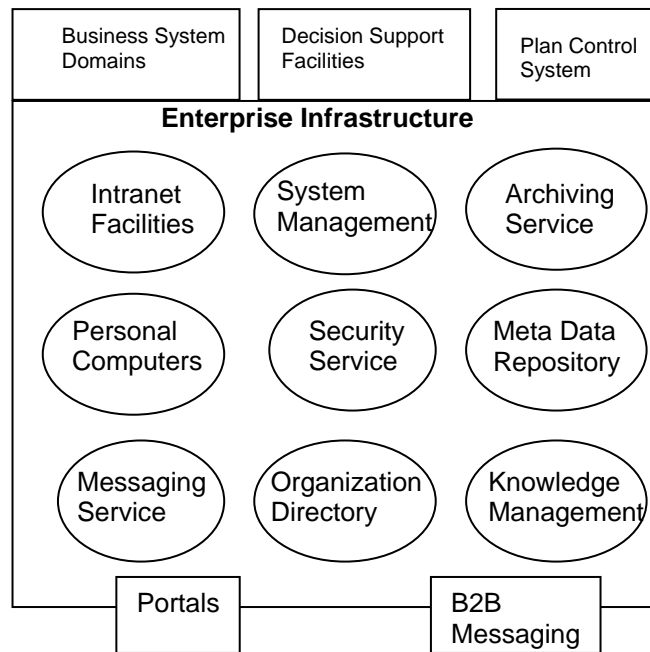 Business System
Domains
Decision Support
Facilities
Plan Control
System
Enterprise Infrastructure
Intranet
Facilities
System
Management
Archiving
Service
Personal
Computers
Security
Service
Meta Data
Repository
Messaging
Service
Organization
Directory
Knowledge
Management
Portals
B2B
Messaging